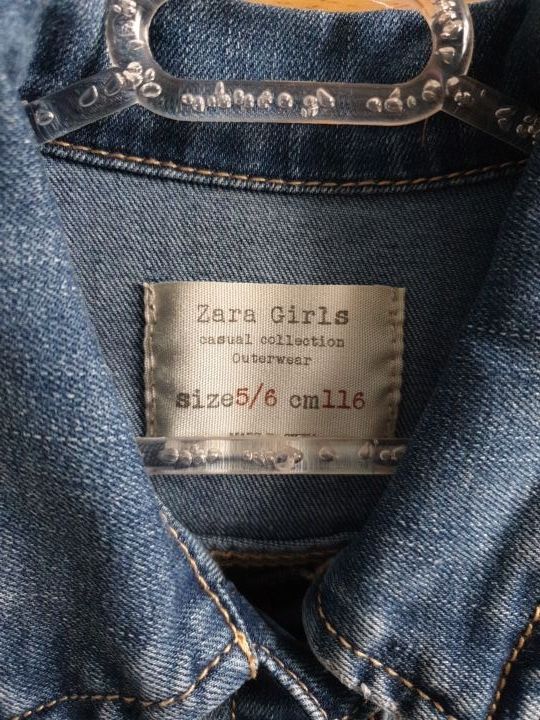 Zara Girls
casual collection
Outerwear
size5/6 cm116